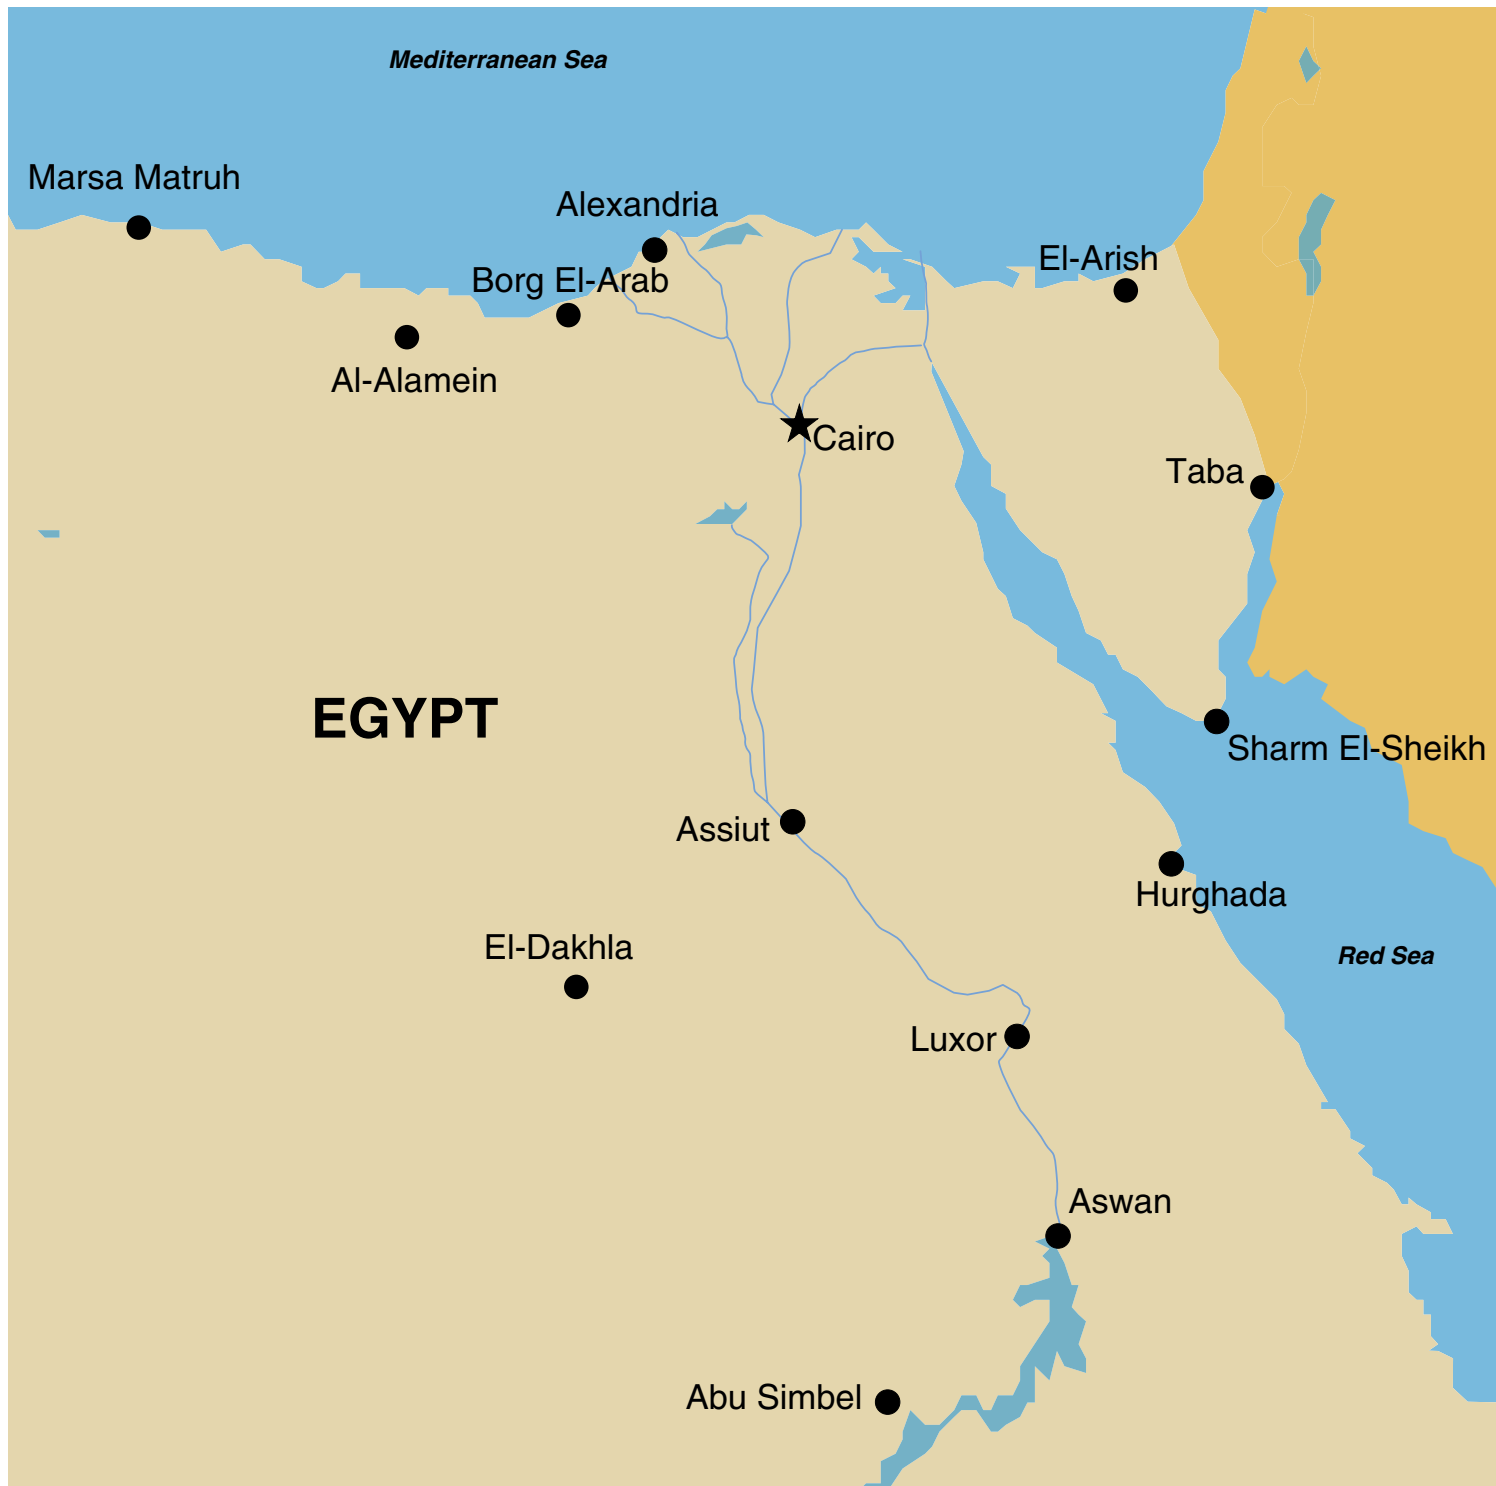 Mediterranean Sea
Marsa Matruh
Alexandria
El-Arish
Borg El-Arab
Al-Alamein
Cairo
Taba
EGYPT
Sharm El-Sheikh
Assiut
Hurghada
El-Dakhla
Red Sea
Luxor
Aswan
Abu Simbel